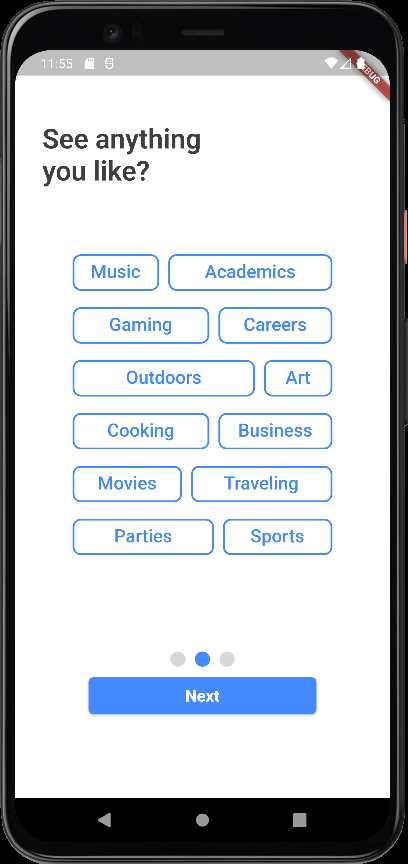 11:55
BUG
See anything
you like?
Music Academics
Gaming Careers
Outdoors Art
Cooking Business
Movies Traveling
Parties Sports
Next